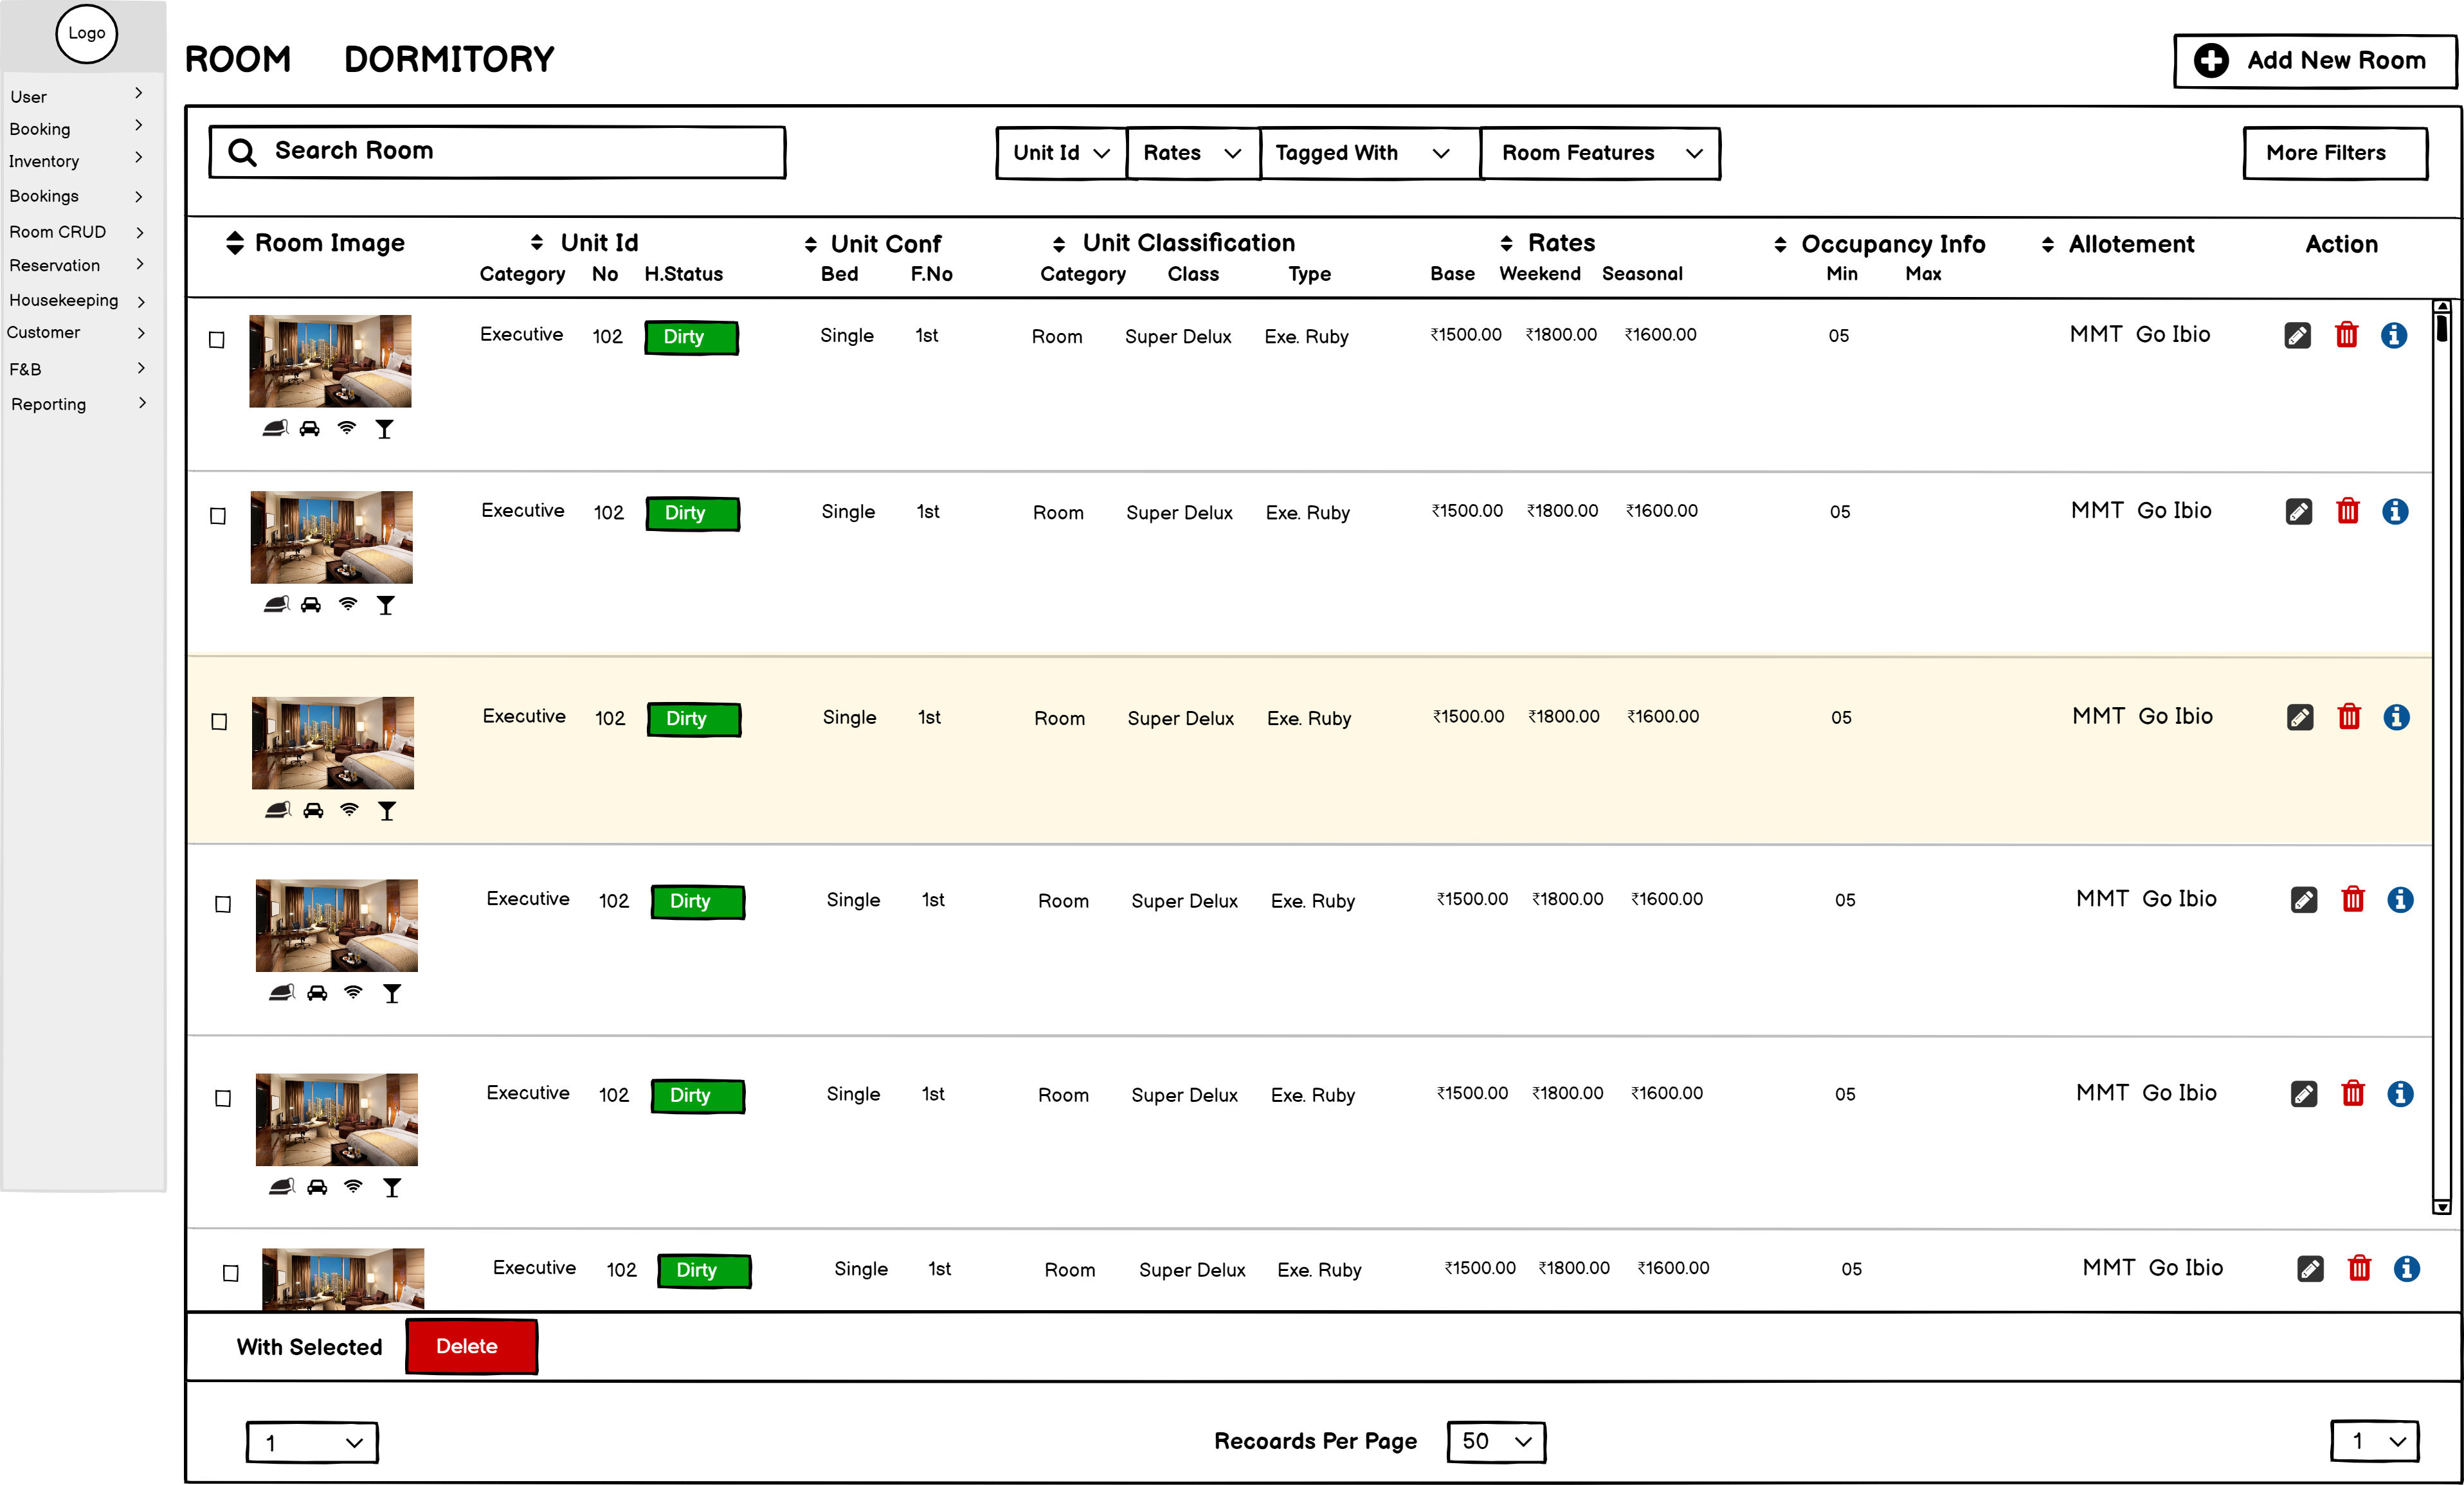 Logo
User
Booking
Inventory
Bookings
Room CRUD
Reservation
Housekeeping
Customer
F&B
Reporting
ROOM DORMITORY
Add New Room
Search Room
Unit Id Rates Tagged With Room Features
More Filters
Room Image Unit Id Unit Conf Unit Classification Rates Occupancy Info Allotement Action
Category No H.Status Bed F.No Category Class Type Base Weekend Seasonal Min Max
Executive 102 Dirty Single 1st Room Super Delux Exe. Ruby ₹1500.00 ₹1800.00 ₹1600.00 05 MMT Go Ibio
Executive 102 Dirty Single 1st Room Super Delux Exe. Ruby ₹1500.00 ₹1800.00 ₹1600.00 05 MMT Go Ibio
Executive 102 Dirty Single 1st Room Super Delux Exe. Ruby ₹1500.00 ₹1800.00 ₹1600.00 05 MMT Go Ibio
Executive 102 Dirty Single 1st Room Super Delux Exe. Ruby ₹1500.00 ₹1800.00 ₹1600.00 05 MMT Go Ibio
Executive 102 Dirty Single 1st Room Super Delux Exe. Ruby ₹1500.00 ₹1800.00 ₹1600.00 05 MMT Go Ibio
Executive 102 Dirty Single 1st Room Super Delux Exe. Ruby ₹1500.00 ₹1800.00 ₹1600.00 05 MMT Go Ibio
With Selected Delete
1 Recoards Per Page 50 1